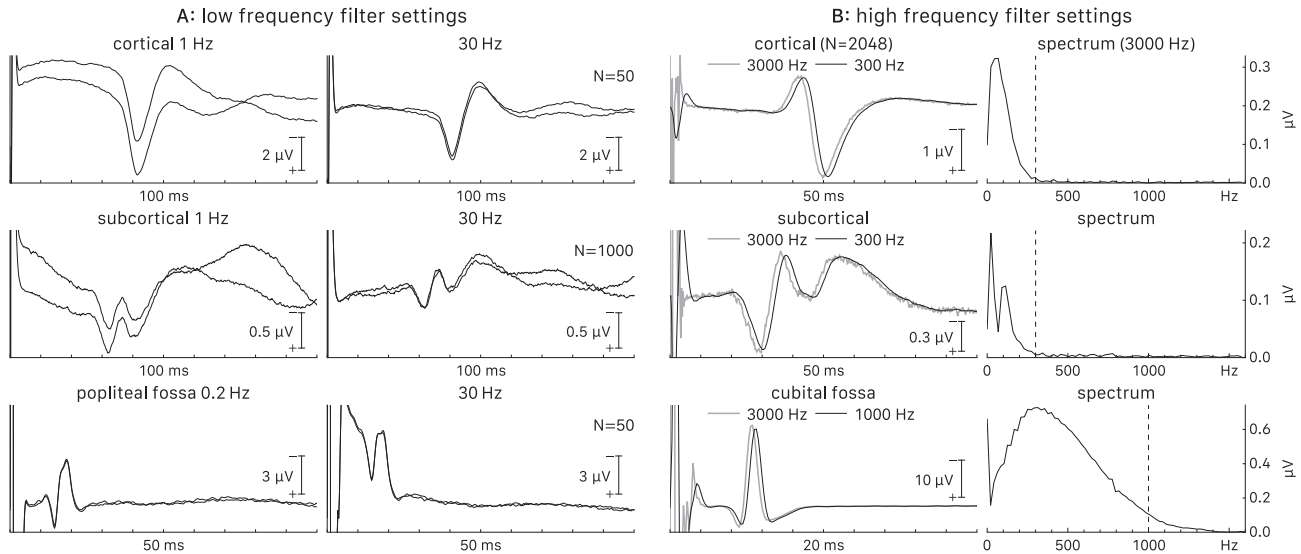 A: low frequency filter settings
B: high frequency filter settings
cortical 1 Hz
30 Hz
cortical (N=2048)
spectrum (3000 Hz)
3000 Hz
300 Hz
N=50
2 µV
+
2 µV
+
1 µV
+
0.3
0.2
0.1
0.0
µV
100 ms
100 ms
50 ms
0
500
1000
Hz
subcortical 1 Hz
30 Hz
subcortical
spectrum
3000 Hz
300 Hz
N=1000
0.5 µV
+
0.5 µV
+
0.3 µV
+
0.2
0.1
0.0
µV
100 ms
100 ms
50 ms
0
500
1000
Hz
popliteal fossa 0.2 Hz
30 Hz
cubital fossa
spectrum
3000 Hz
1000 Hz
N=50
3 µV
+
3 µV
+
10 µV
+
0.6
0.4
0.2
0.0
µV
50 ms
50 ms
20 ms
0
500
1000
Hz